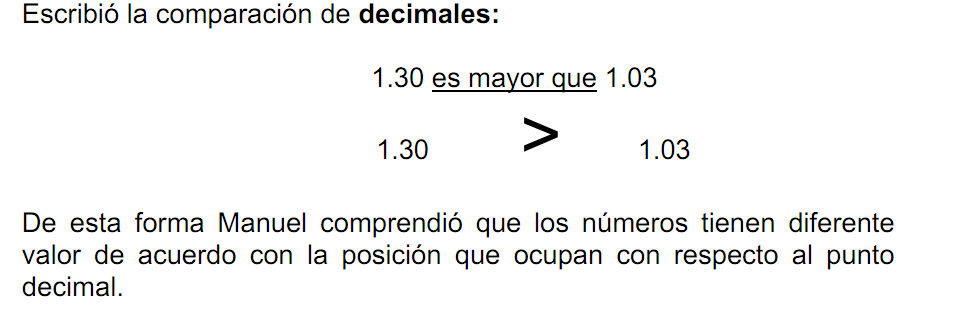 Escribió la comparación de decimales:
1.30 es mayor que 1.03
1.30 > 1.03
De esta forma Manuel comprendió que los números tienen diferente
valor de acuerdo con la posición que ocupan con respecto al punto
decimal.